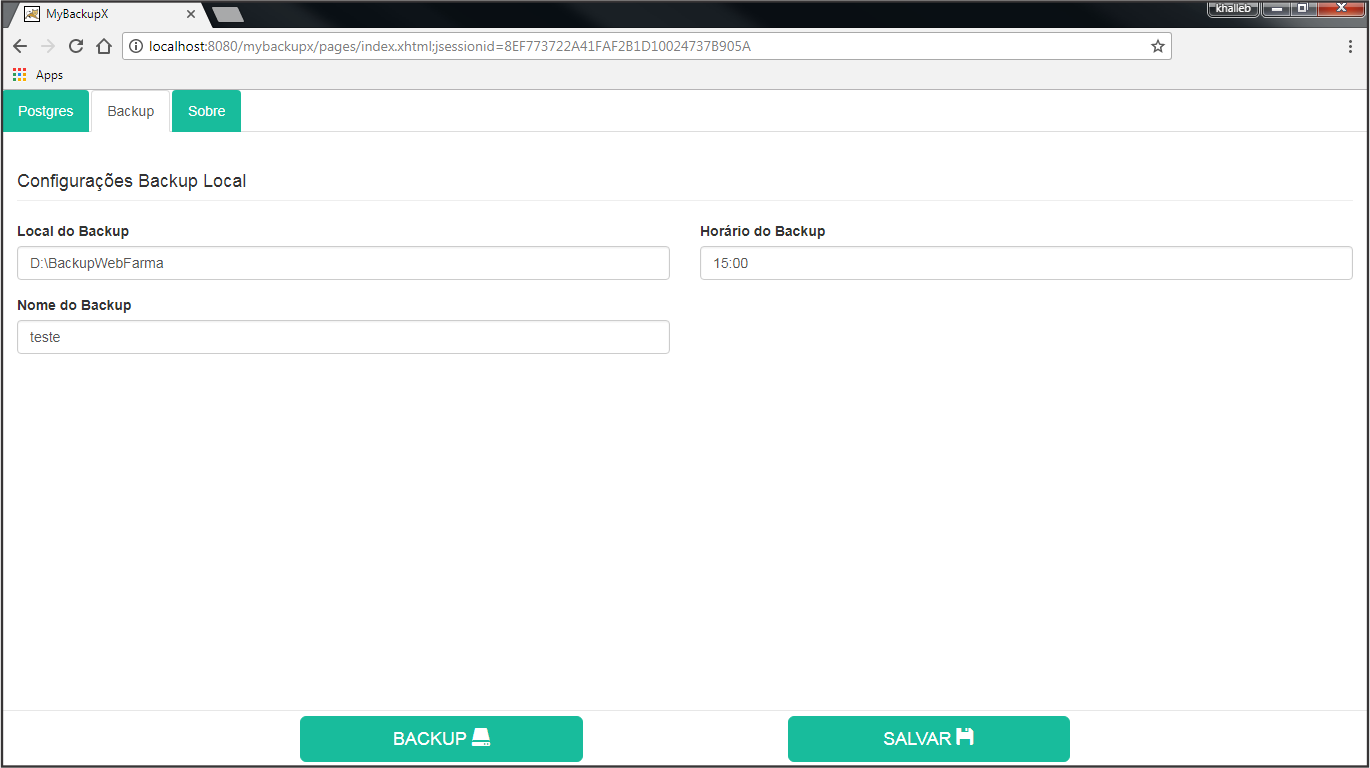 MyBackupX
khalleb
localhost:8080/mybackupx/pages/index.xhtml;jsessionid=8EF773722A41FAF2B1D10024737B905A
Apps
Postgres Backup Sobre
Configurações Backup Local
Local do Backup Horário do Backup
D:\BackupWebFarma 15:00
Nome do Backup
teste
BACKUP SALVAR